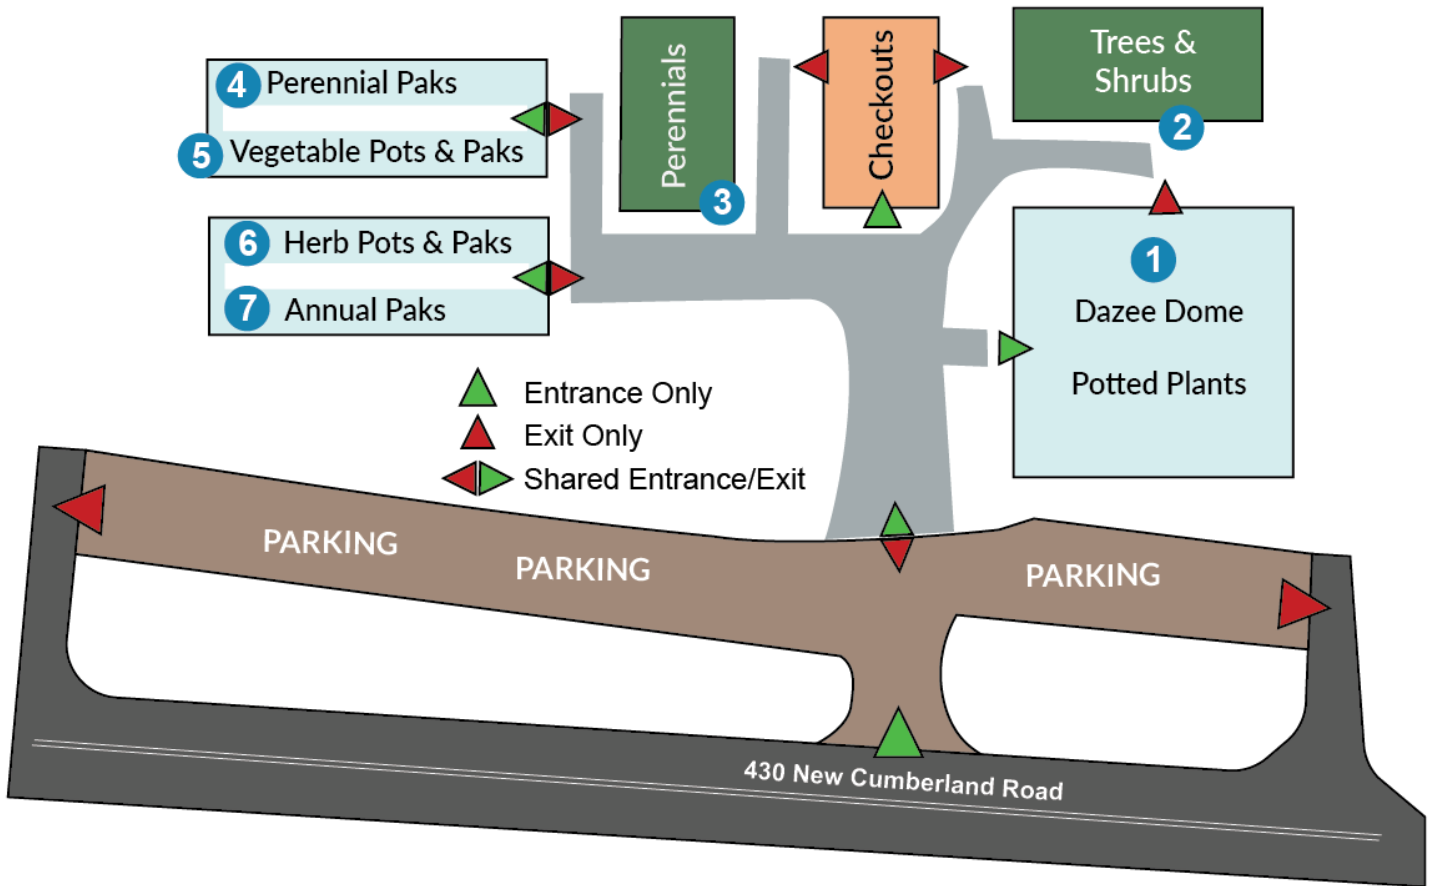 4 Perennial Paks
5 Vegetable Pots & Paks
Perennials
3
Checkouts
Trees &
Shrubs
2
6 Herb Pots & Paks
7 Annual Paks
1
Dazee Dome
Potted Plants
Entrance Only
Exit Only
Shared Entrance/Exit
PARKING
PARKING
PARKING
430 New Cumberland Road